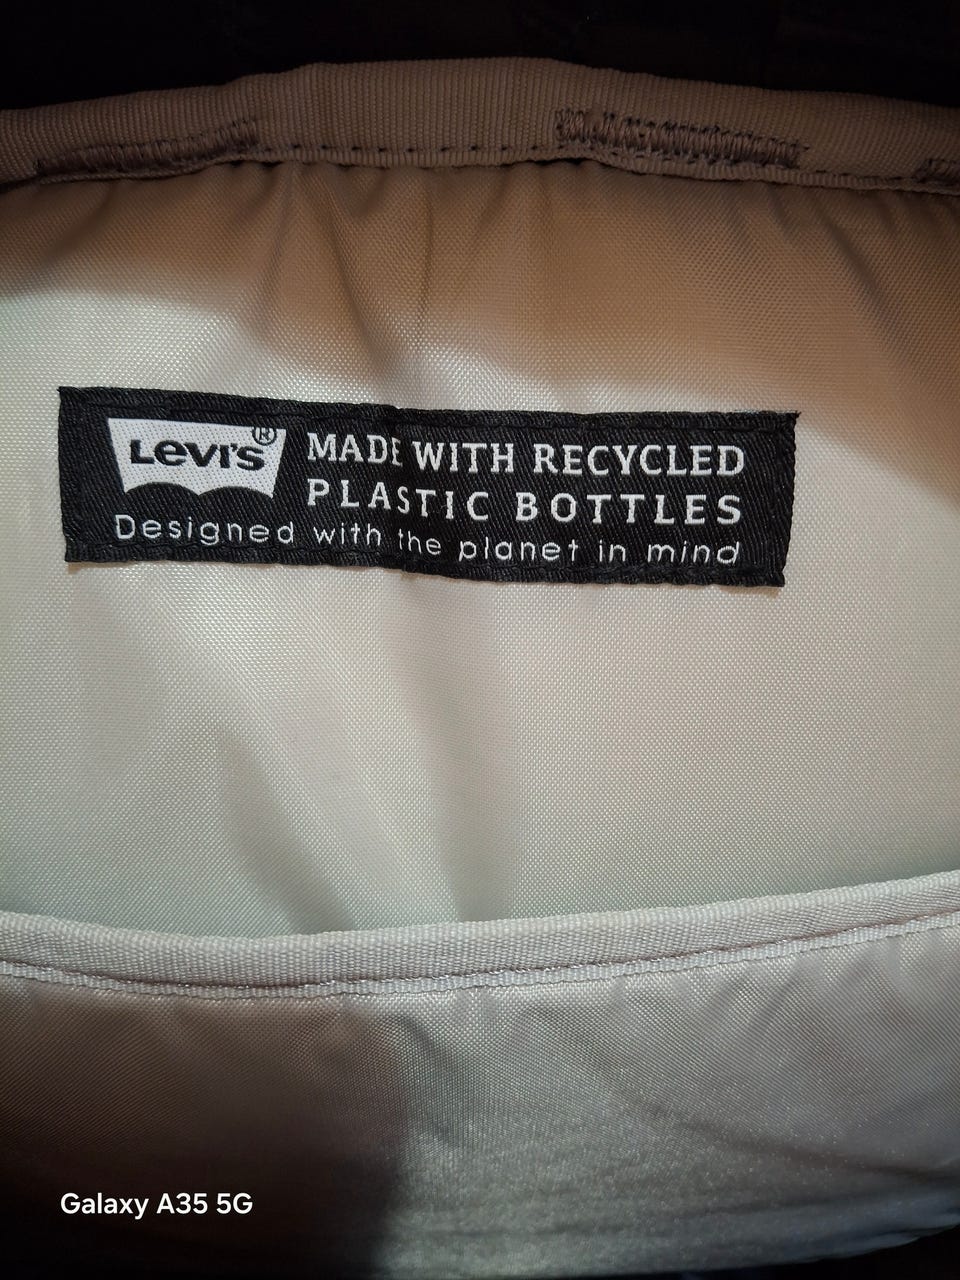 Levi's®
MADE WITH RECYCLED
PLASTIC BOTTLES
Designed with the planet in mind
Galaxy A35 5G